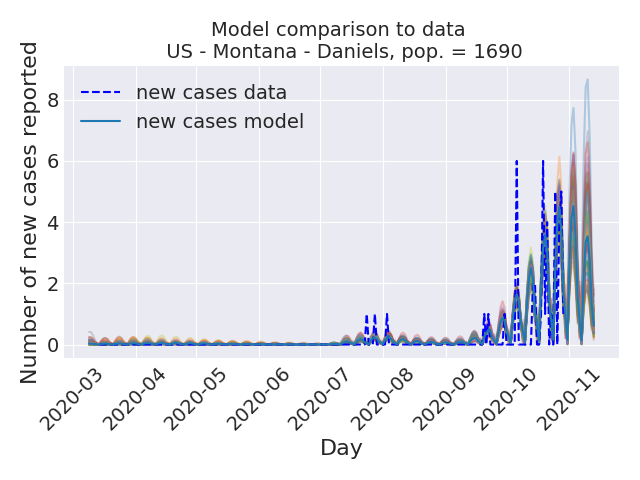 Model comparison to data
US - Montana - Daniels, pop. = 1690
Number of new cases reported
8
6
4
2
0
new cases data
new cases model
2020-03
2020-04
2020-05
2020-06
2020-07
2020-08
2020-09
2020-10
2020-11
Day